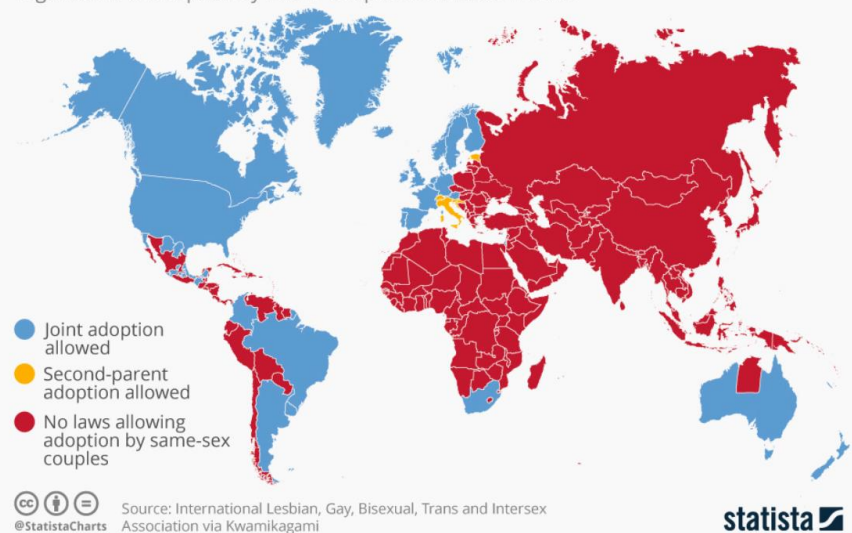 Joint adoption
allowed
Second-parent
adoption allowed
No laws allowing
adoption by same-sex
couples
@StatistaCharts
Source: International Lesbian, Gay, Bisexual, Trans and Intersex
Association via Kwamikagami
statista